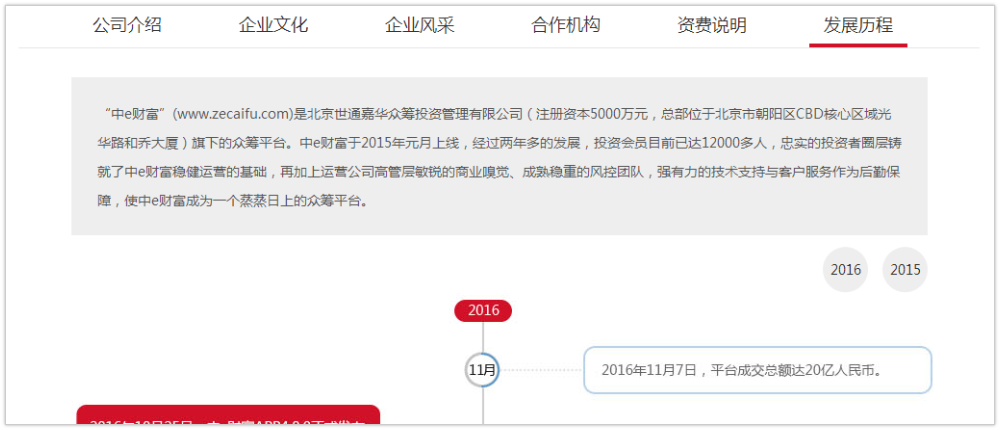 公司介绍 企业文化 企业风采 合作机构 资费说明 发展历程
“中e财富”(www.zecaifu.com)是北京世通嘉华众筹投资管理有限公司（注册资本5000万元，总部位于北京市朝阳区CBD核心区域光
华路和乔大厦）旗下的众筹平台。中e财富于2015年元月上线，经过两年多的发展，投资会员目前已达12000多人，忠实的投资者圈层铸
就了中e财富稳健运营的基础，再加上运营公司高管层敏锐的商业嗅觉、成熟稳重的风控团队，强有力的技术支持与客户服务作为后勤保
障，使中e财富成为一个蒸蒸日上的众筹平台。
2016 2015
2016
11月 2016年11月7日，平台成交总额达20亿人民币。